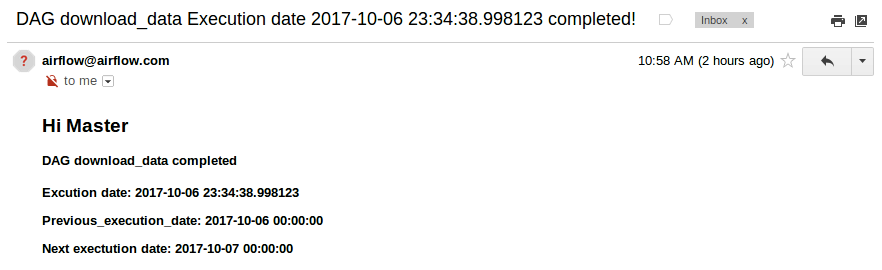 DAG download_data Execution date 2017-10-06 23:34:38.998123 completed! Inbox x
? airflow@airflow.com 10:58 AM (2 hours ago)
to me
Hi Master
DAG download_data completed
Excution date: 2017-10-06 23:34:38.998123
Previous_execution_date: 2017-10-06 00:00:00
Next exectution date: 2017-10-07 00:00:00